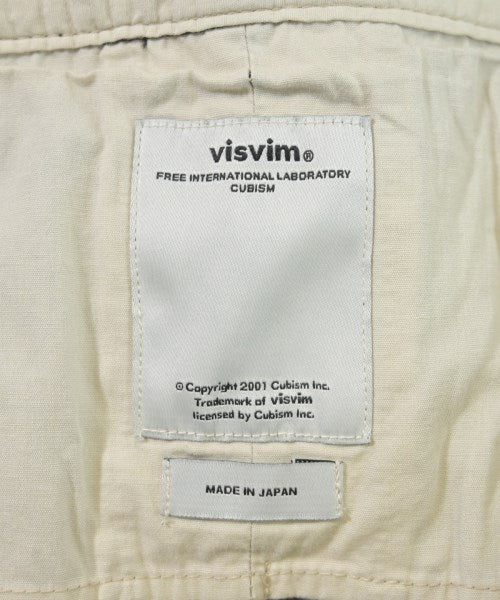 visvim®
FREE INTERNATIONAL LABORATORY
CUBISM
© Copyright 2001 Cubism Inc.
Trademark of visvim
licensed by Cubism Inc.
MADE IN JAPAN